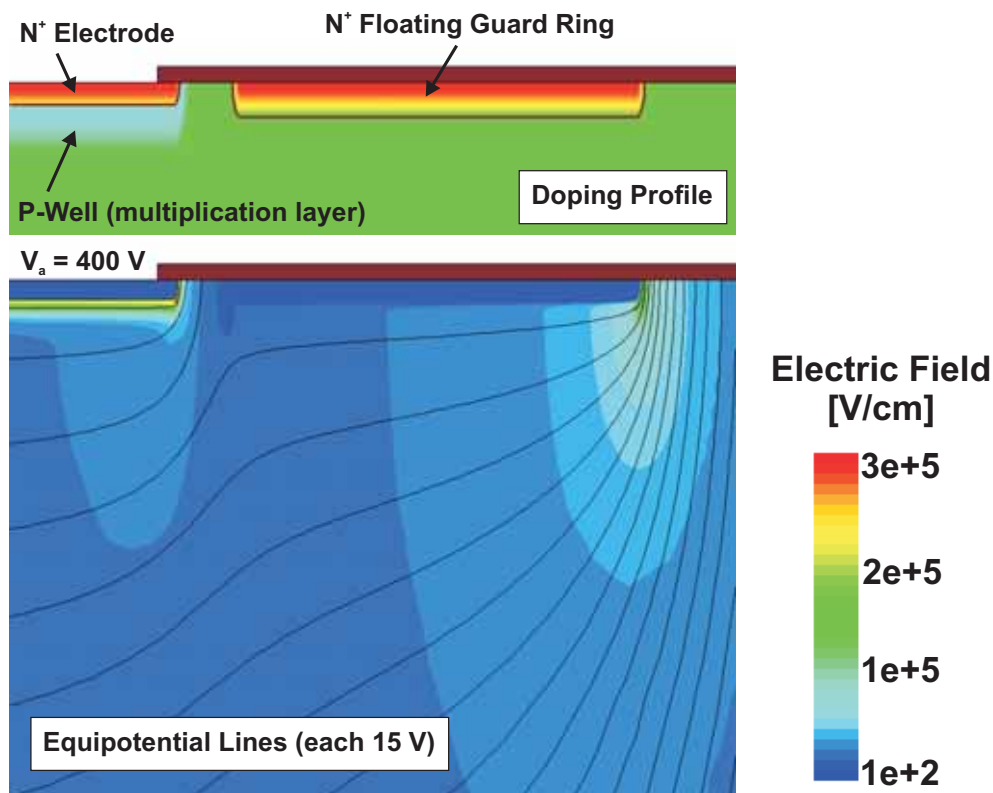 N⁺ Electrode
N⁺ Floating Guard Ring
P-Well (multiplication layer)
Doping Profile
Vₐ = 400 V
Equipotential Lines (each 15 V)
Electric Field
[V/cm]
3e+5
2e+5
1e+5
1e+2